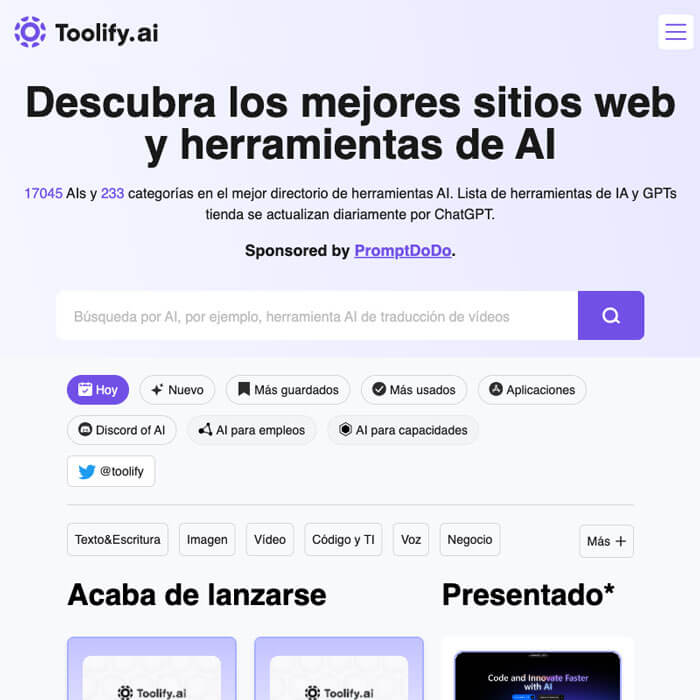 Toolify.ai
Descubra los mejores sitios web
y herramientas de AI
17045 AIs y 233 categorías en el mejor directorio de herramientas AI. Lista de herramientas de IA y GPTs
tienda se actualizan diariamente por ChatGPT.
Sponsored by PromptDoDo.
Búsqueda por AI, por ejemplo, herramienta AI de traducción de vídeos
Hoy Nuevo Más guardados Más usados Aplicaciones
Discord of AI AI para empleos AI para capacidades
@toolify
Texto&Escritura Imagen Vídeo Código y TI Voz Negocio Más
Acaba de lanzarse Presentado*
Toolify.ai Toolify.ai
Code and Innovate Faster
with AI